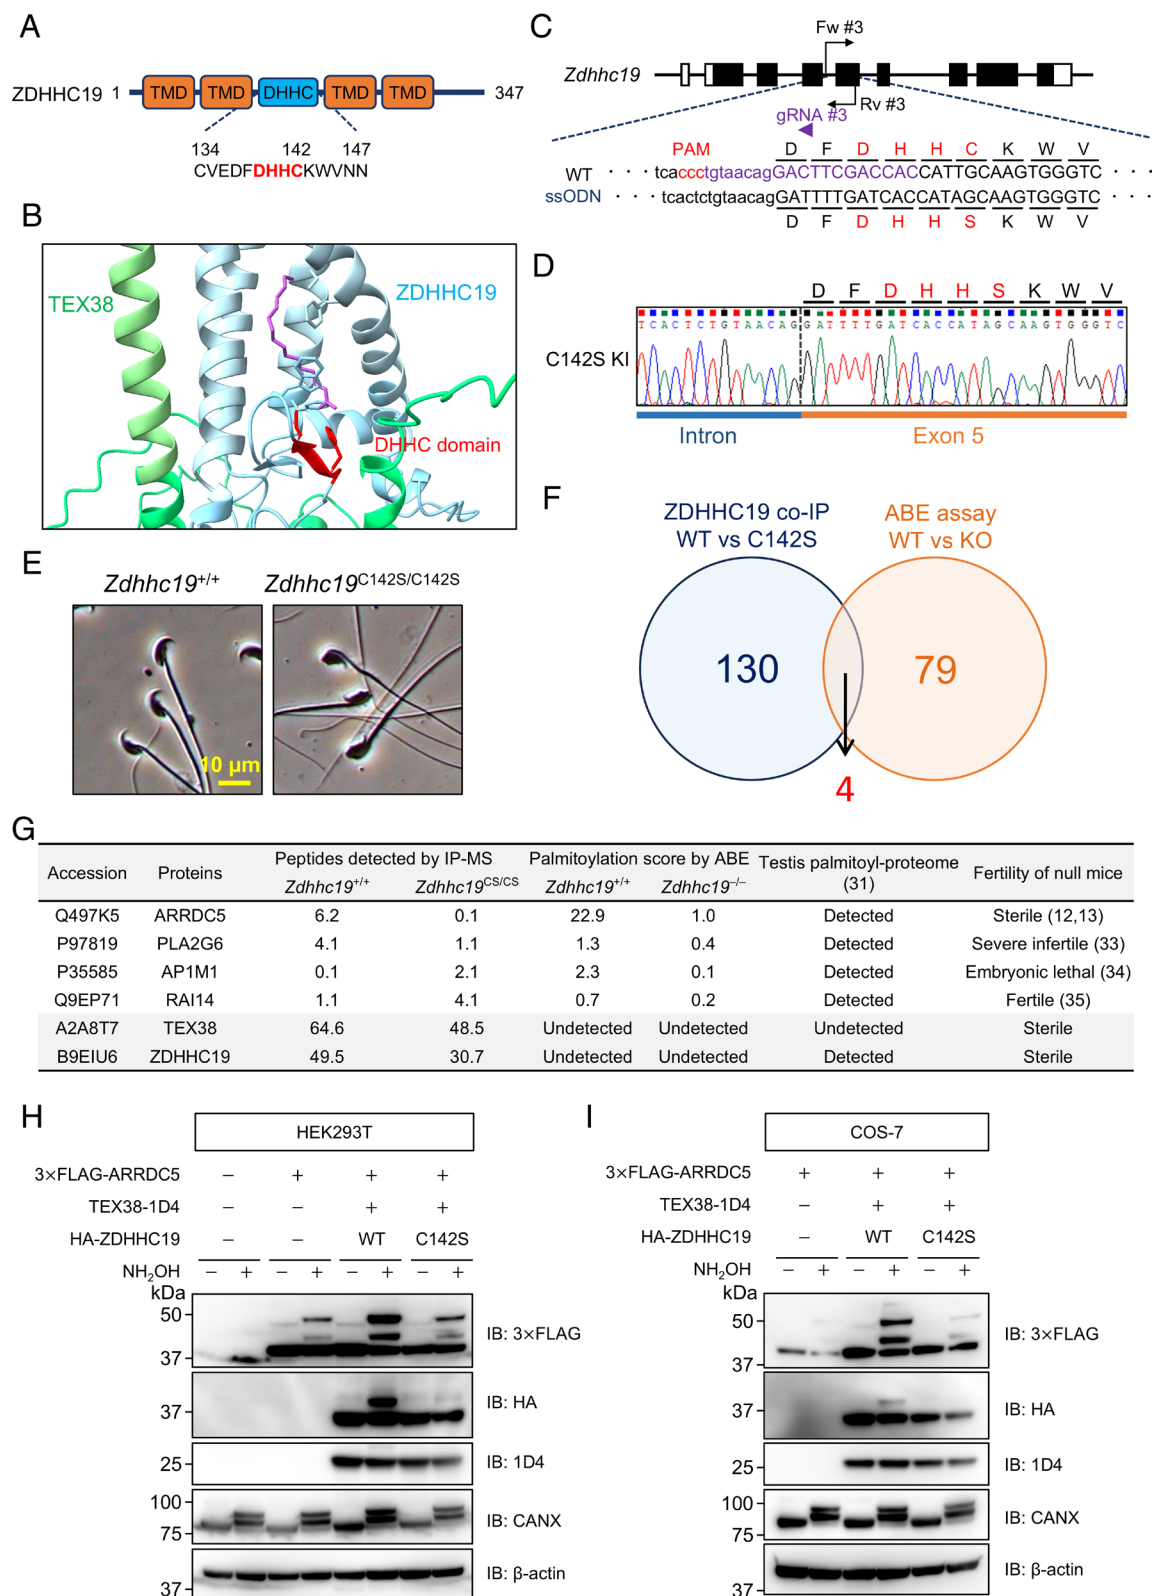 A
ZDHHC19 1 TMD TMD DHHC TMD TMD 347
134 142 147
CVEDFDHHCKWVNN
B
TEX38
ZDHHC19
DHHC domain
C
Fw #3
Zdhhc19
Rv #3
gRNA #3
PAM D F D H H C K W V
WT · · · · tcaccctgtaacagGACTTCGACCACCATTGCAAGTGGGTC · · · ·
ssODN · · · tcactctgtaacagGATTTTGATCACCATAGCAAGTGGGTC · · · ·
D F D H H S K W V
D
D F D H H S K W V
TCACTCTGTAACAGGATTTTGATCACCATAGCAAGTGGGTC
C142S KI
Intron Exon 5
E
Zdhhc19+/+ Zdhhc19C142S/C142S
10 μm
F
ZDHHC19 co-IP ABE assay
WT vs C142S WT vs KO
130 79
4
G
Accession Proteins Peptides detected by IP-MS Palmitoylation score by ABE Testis palmitoyl-proteome (31) Fertility of null mice
Zdhhc19+/+ Zdhhc19CS/CS Zdhhc19+/+ Zdhhc19−/−
Q497K5 ARRDC5 6.2 0.1 22.9 1.0 Detected Sterile (12,13)
P97819 PLA2G6 4.1 1.1 1.3 0.4 Detected Severe infertile (33)
P35585 AP1M1 0.1 2.1 2.3 0.1 Detected Embryonic lethal (34)
Q9EP71 RAI14 1.1 4.1 0.7 0.2 Detected Fertile (35)
A2A8T7 TEX38 64.6 48.5 Undetected Undetected Undetected Sterile
B9EIU6 ZDHHC19 49.5 30.7 Undetected Undetected Detected Sterile
H
HEK293T
3×FLAG-ARRDC5 − + + +
TEX38-1D4 − − + +
HA-ZDHHC19 − − WT C142S
NH2OH − + − + − + − +
kDa
50
37
IB: 3×FLAG
37
IB: HA
25
IB: 1D4
100
75
IB: CANX
37
IB: β-actin
I
COS-7
3×FLAG-ARRDC5 + + +
TEX38-1D4 − + +
HA-ZDHHC19 − WT C142S
NH2OH − + − + − +
kDa
50
37
IB: 3×FLAG
37
IB: HA
25
IB: 1D4
100
75
IB: CANX
37
IB: β-actin